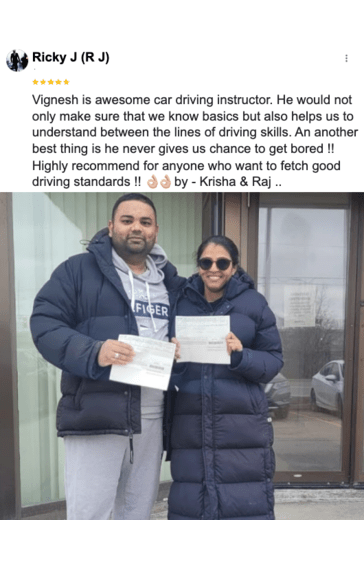 Ricky J (R J)
Vignesh is awesome car driving instructor. He would not
only make sure that we know basics but also helps us to
understand between the lines of driving skills. An another
best thing is he never gives us chance to get bored !!
Highly recommend for anyone who want to fetch good
driving standards !! 👌🏻👌🏻 by - Krisha & Raj ..
FIGER